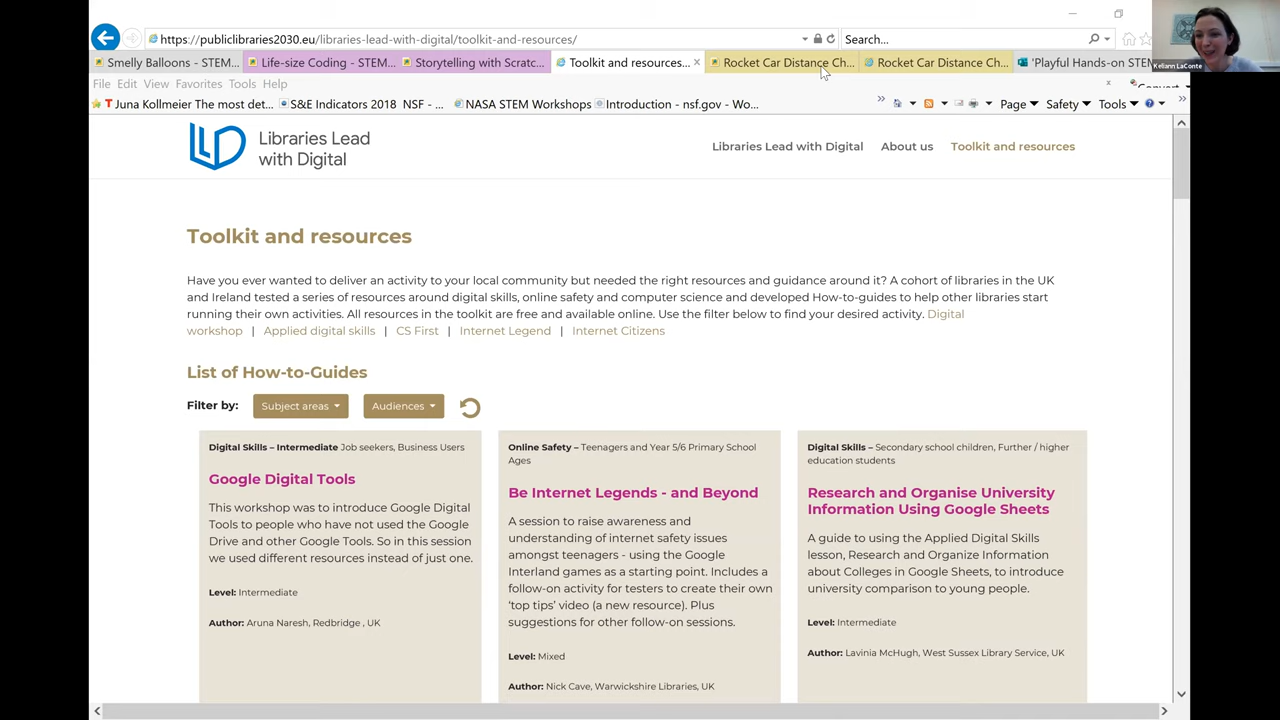 https://publiclibraries2030.eu/libraries-lead-with-digital/toolkit-and-resources/
Search...
Keliann LaConte
Smelly Balloons - STEM...
Life-size Coding - STEM...
Storytelling with Scratc...
Toolkit and resources...
Rocket Car Distance Ch...
Rocket Car Distance Ch...
'Playful Hands-on STEM
File Edit View Favorites Tools Help
x Convert
Juna Kollmeier The most det...
S&E Indicators 2018 NSF - ...
NASA STEM Workshops
Introduction - nsf.gov - Wo...
Page
Safety
Tools
LLD
Libraries Lead
with Digital
Libraries Lead with Digital
About us
Toolkit and resources
Toolkit and resources
Have you ever wanted to deliver an activity to your local community but needed the right resources and guidance around it? A cohort of libraries in the UK
and Ireland tested a series of resources around digital skills, online safety and computer science and developed How-to-guides to help other libraries start
running their own activities. All resources in the toolkit are free and available online. Use the filter below to find your desired activity. Digital
workshop | Applied digital skills | CS First | Internet Legend | Internet Citizens
List of How-to-Guides
Filter by:
Subject areas
Audiences
Digital Skills – Intermediate Job seekers, Business Users
Google Digital Tools
This workshop was to introduce Google Digital
Tools to people who have not used the Google
Drive and other Google Tools. So in this session
we used different resources instead of just one.
Level: Intermediate
Author: Aruna Naresh, Redbridge , UK
Online Safety – Teenagers and Year 5/6 Primary School
Ages
Be Internet Legends - and Beyond
A session to raise awareness and
understanding of internet safety issues
amongst teenagers - using the Google
Interland games as a starting point. Includes a
follow-on activity for testers to create their own
‘top tips’ video (a new resource). Plus
suggestions for other follow-on sessions.
Level: Mixed
Author: Nick Cave, Warwickshire Libraries, UK
Digital Skills – Secondary school children, Further / higher
education students
Research and Organise University
Information Using Google Sheets
A guide to using the Applied Digital Skills
lesson, Research and Organize Information
about Colleges in Google Sheets, to introduce
university comparison to young people.
Level: Intermediate
Author: Lavinia McHugh, West Sussex Library Service, UK